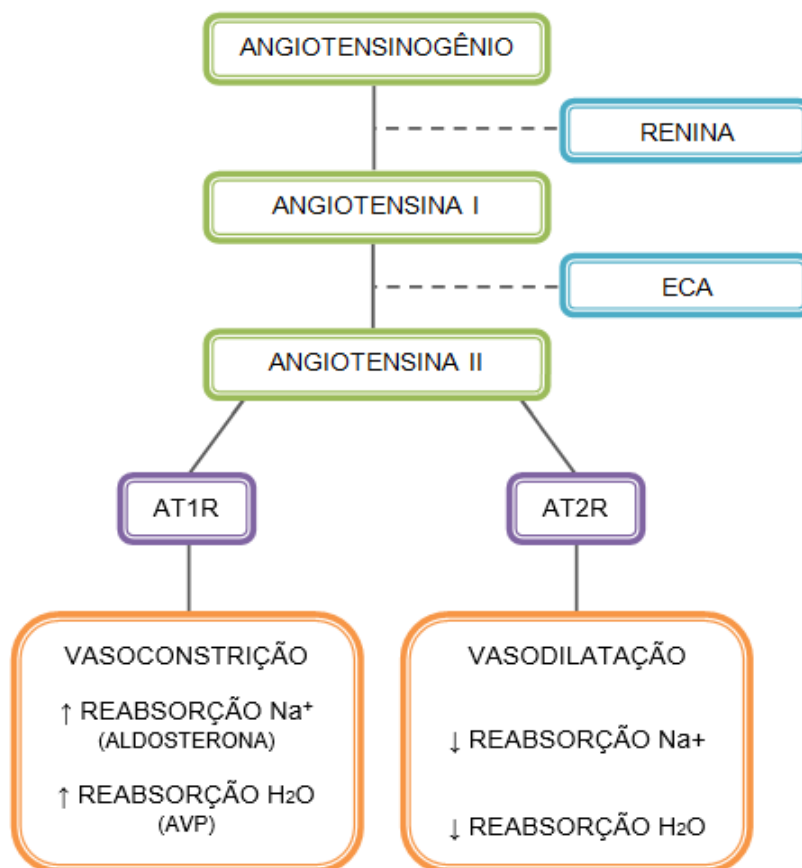 ANGIOTENSINOGÊNIO
RENINA
ANGIOTENSINA I
ECA
ANGIOTENSINA II
AT1R
AT2R
VASOCONSTRIÇÃO
↑ REABSORÇÃO Na⁺
(ALDOSTERONA)
↑ REABSORÇÃO H₂O
(AVP)
VASODILATAÇÃO
↓ REABSORÇÃO Na+
↓ REABSORÇÃO H₂O